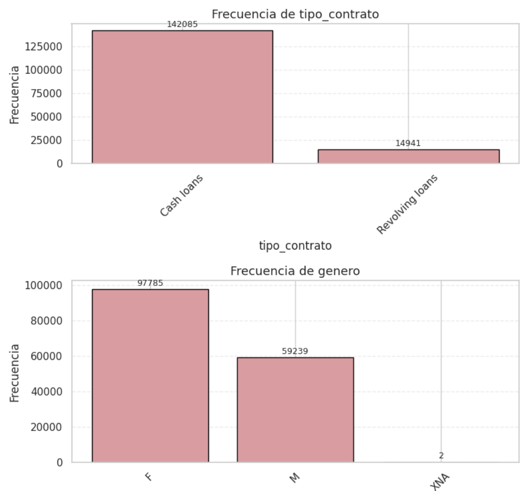 Frecuencia de tipo_contrato
142085
125000
100000
75000
50000
25000
0
Frecuencia
14941
Cash loans
Revolving loans
tipo_contrato
Frecuencia de genero
97785
100000
80000
60000
40000
20000
0
Frecuencia
59239
2
F
M
XNA